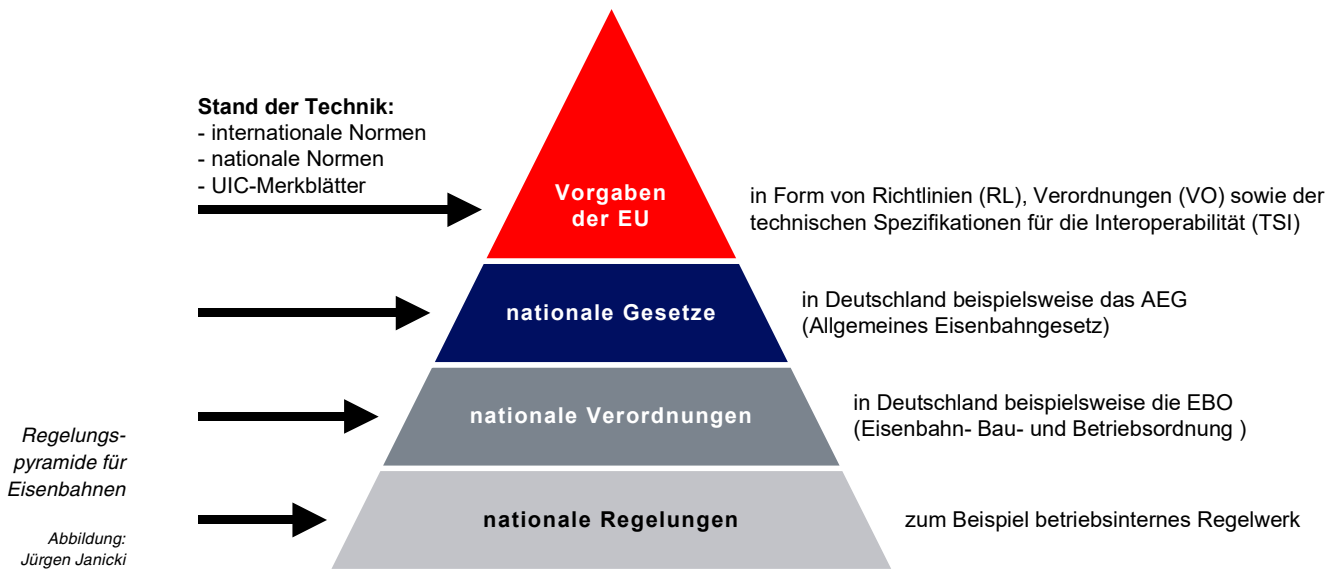 Stand der Technik:
- internationale Normen
- nationale Normen
- UIC-Merkblätter
Vorgaben
der EU
in Form von Richtlinien (RL), Verordnungen (VO) sowie der
technischen Spezifikationen für die Interoperabilität (TSI)
nationale Gesetze
in Deutschland beispielsweise das AEG
(Allgemeines Eisenbahngesetz)
nationale Verordnungen
in Deutschland beispielsweise die EBO
(Eisenbahn- Bau- und Betriebsordnung )
nationale Regelungen
zum Beispiel betriebsinternes Regelwerk
Regelungs-
pyramide für
Eisenbahnen
Abbildung:
Jürgen Janicki